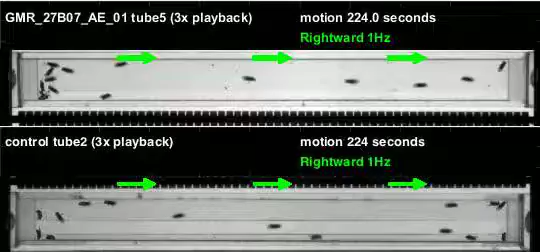 GMR_27B07_AE_01 tube5 (3x playback)
motion 224.0 seconds
Rightward 1Hz
control tube2 (3x playback)
motion 224 seconds
Rightward 1Hz